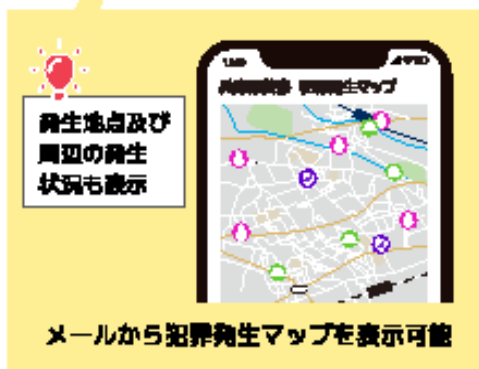 発生地点及び
周辺の発生
状況も表示
犯罪発生マップ
メールから犯罪発生マップを表示可能